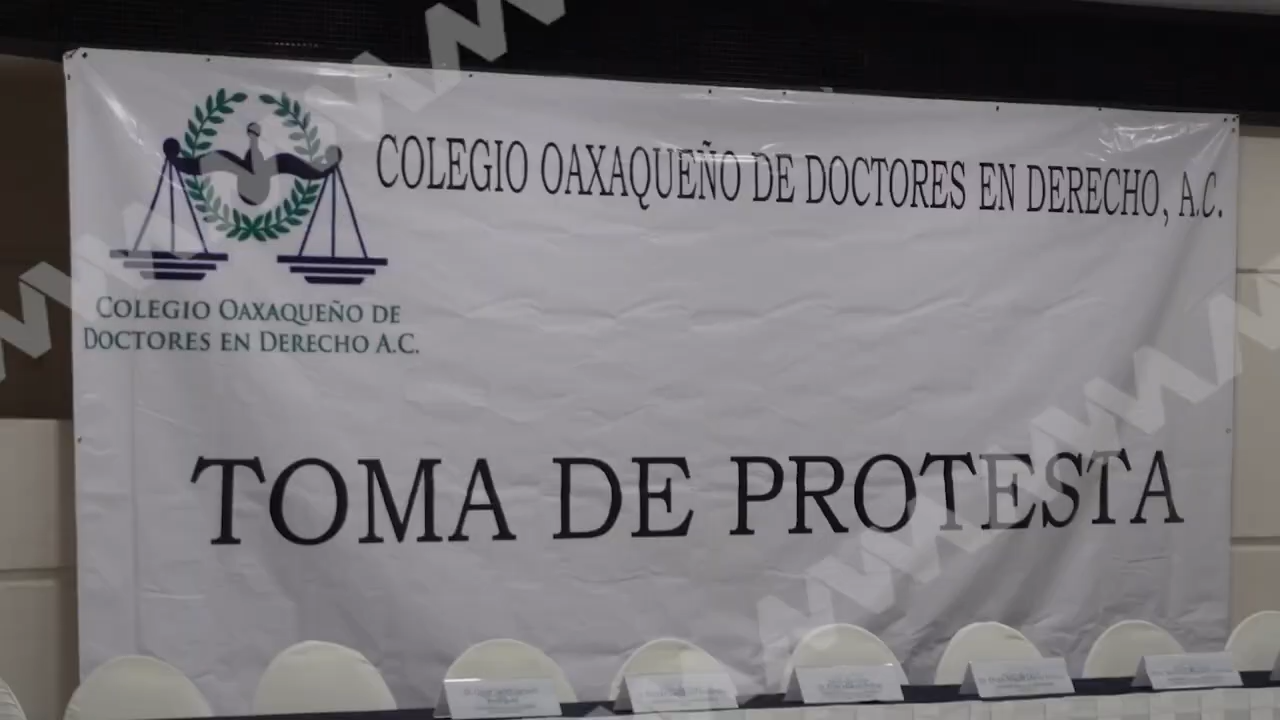 COLEGIO OAXAQUEÑO DE DOCTORES EN DERECHO, A.C.
COLEGIO OAXAQUEÑO DE
DOCTORES EN DERECHO A.C.
TOMA DE PROTESTA